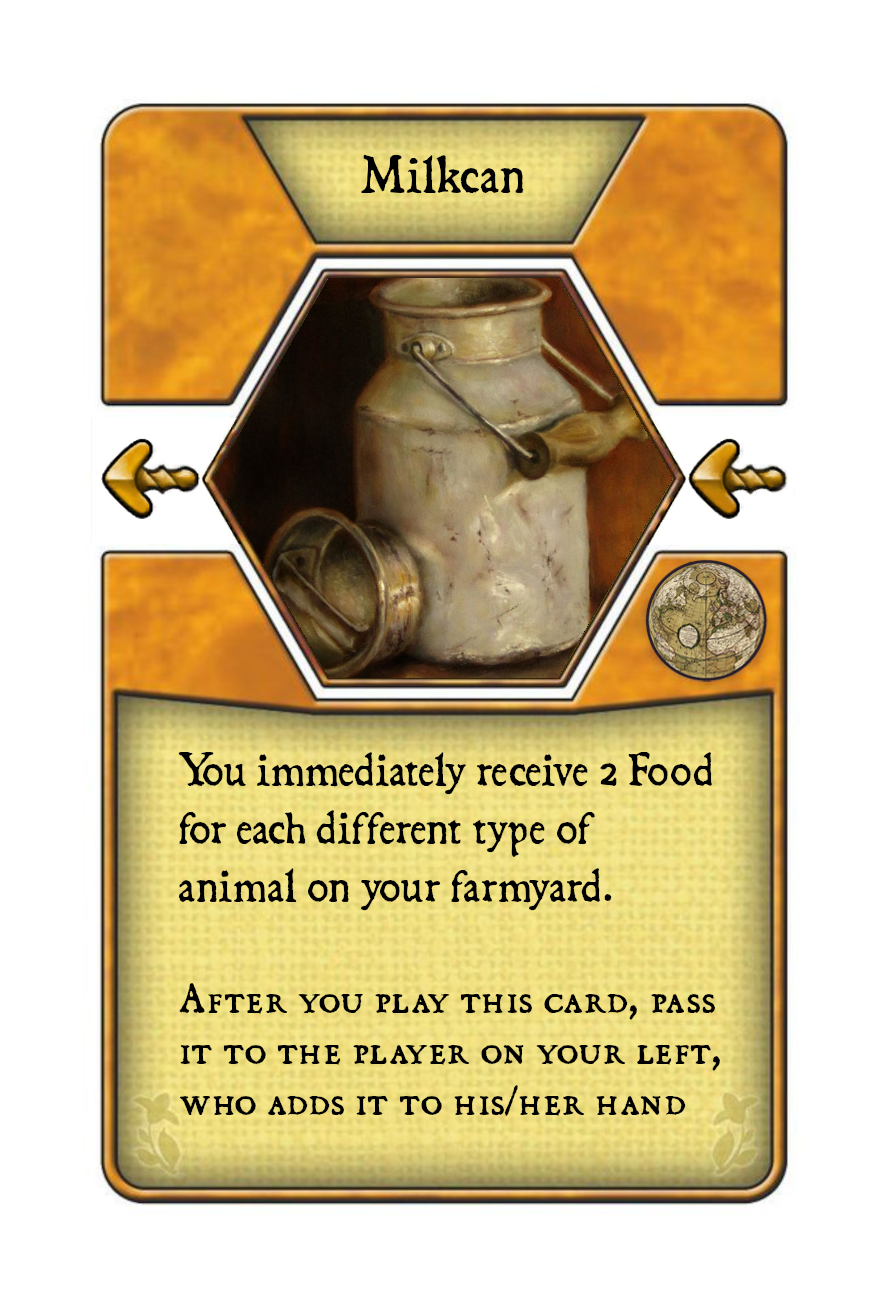 Milkcan
You immediately receive 2 Food
for each different type of
animal on your farmyard.
After you play this card, pass
it to the player on your left,
who adds it to his/her hand